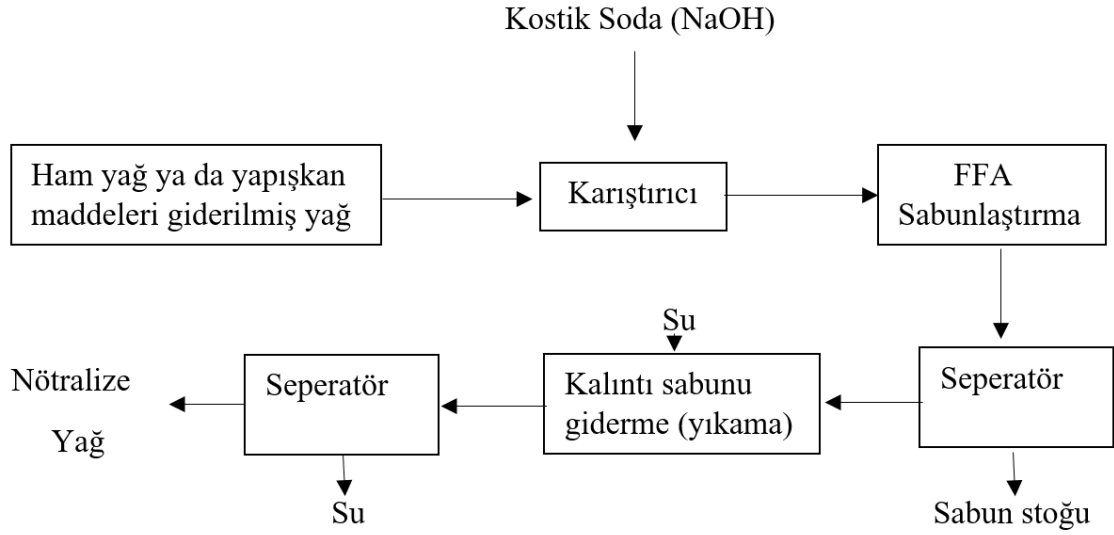 Kostik Soda (NaOH)
Ham yağ ya da yapışkan
maddeleri giderilmiş yağ
Karıştırıcı
FFA
Sabunlaştırma
Seperatör
Sabun stoğu
Su
Kalıntı sabunu
giderme (yıkama)
Seperatör
Su
Nötralize
Yağ